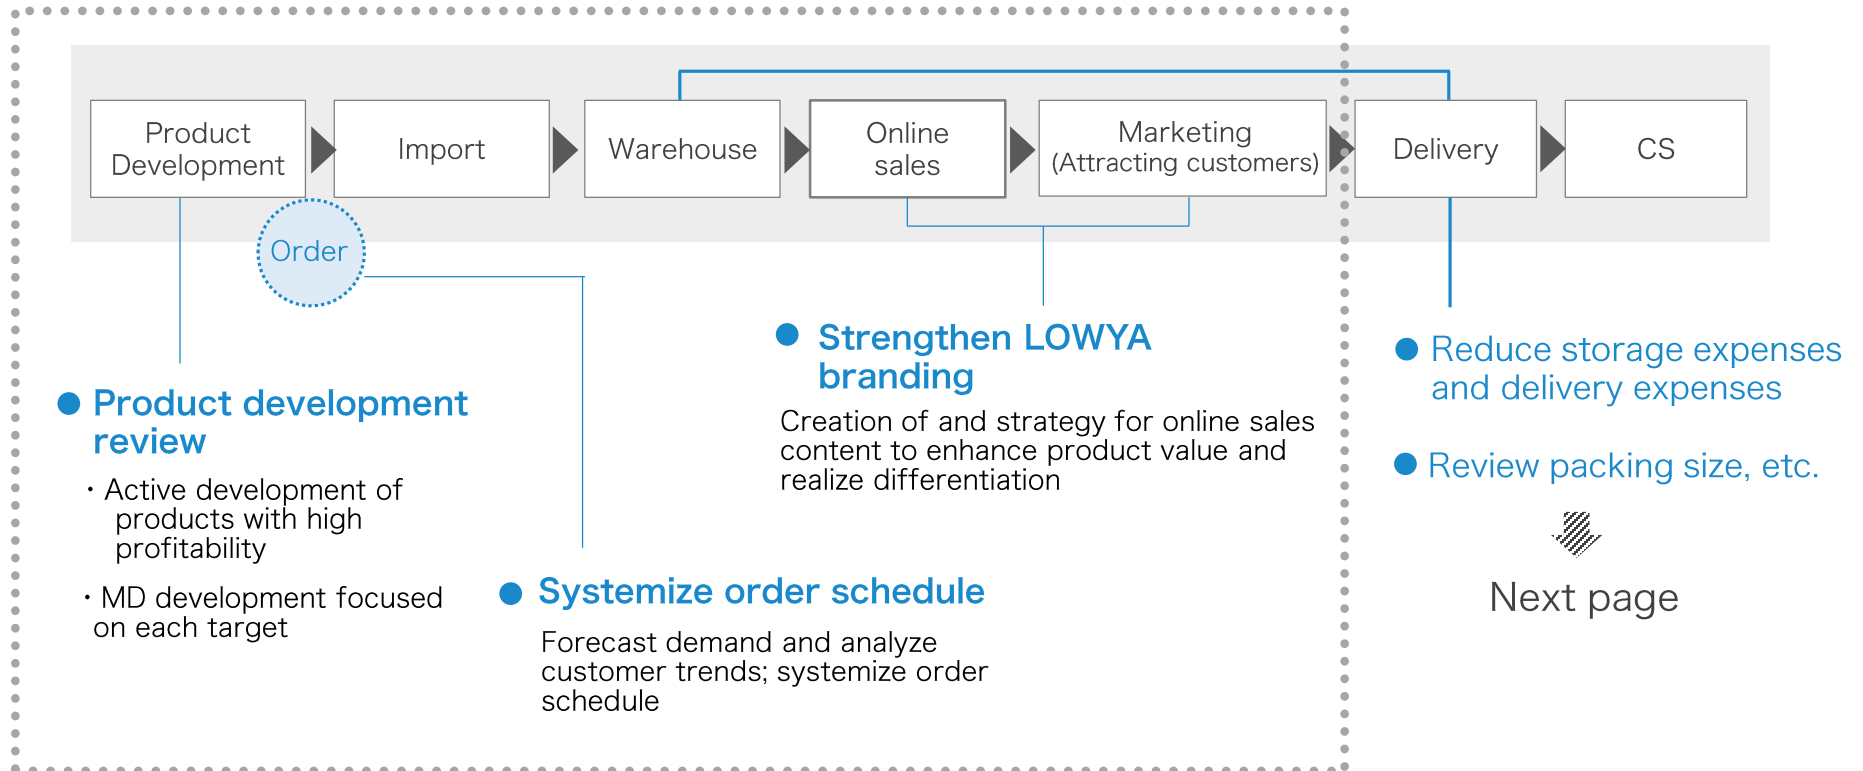 Product
Development
Import
Warehouse
Online
sales
Marketing
(Attracting customers)
Delivery
CS
Order
● Product development
review
・Active development of
products with high
profitability
・MD development focused
on each target
● Systemize order schedule
Forecast demand and analyze
customer trends; systemize order
schedule
● Strengthen LOWYA
branding
Creation of and strategy for online sales
content to enhance product value and
realize differentiation
● Reduce storage expenses
and delivery expenses
● Review packing size, etc.
Next page